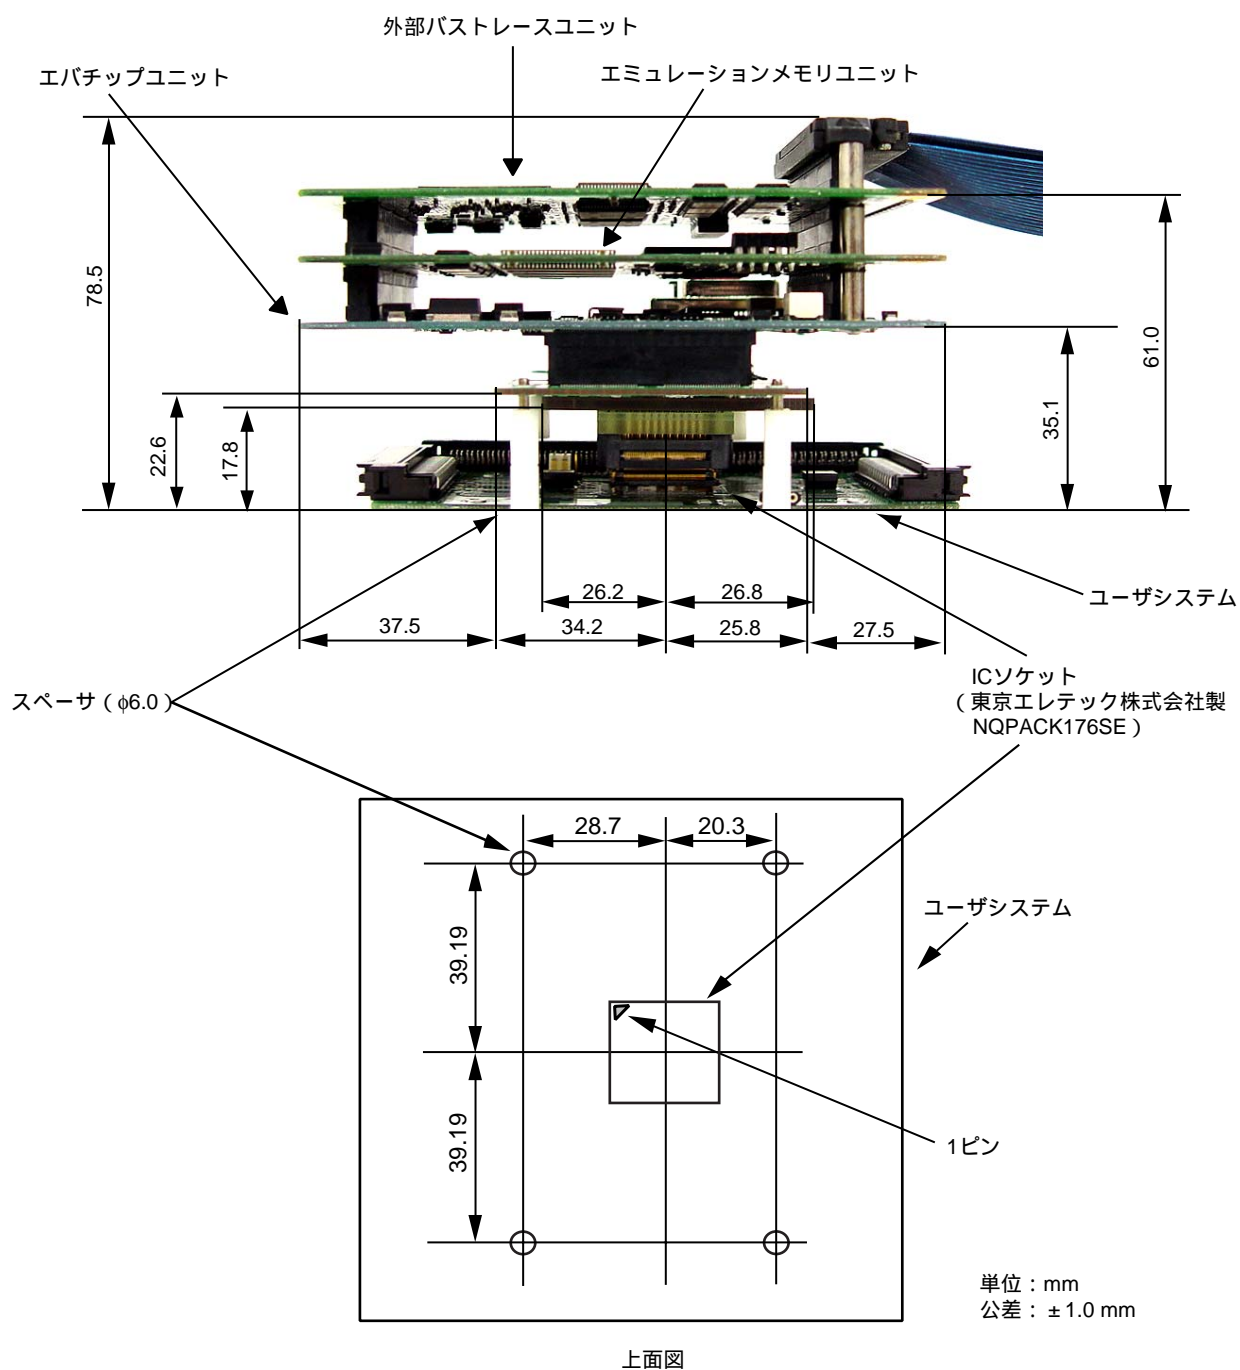 外部バストレースユニット
エバチップユニット
エミュレーションメモリユニット
78.5
61.0
35.1
22.6
17.8
26.2
26.8
37.5
34.2
25.8
27.5
ユーザシステム
スペーサ（φ6.0）
ICソケット
（東京エレテック株式会社製
NQPACK176SE）
28.7
20.3
39.19
39.19
ユーザシステム
1ピン
単位：mm
公差：±1.0 mm
上面図